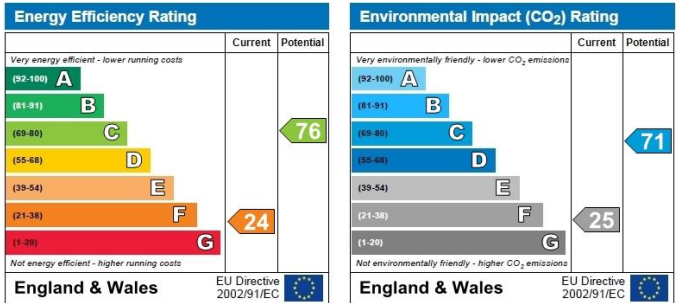 Energy Efficiency Rating
Current Potential
Very energy efficient - lower running costs
(92-100) A
(81-91) B
(69-80) C
76
(55-68) D
(39-54) E
(21-38) F
24
(1-20) G
Not energy efficient - higher running costs
England & Wales
EU Directive
2002/91/EC
Environmental Impact (CO2) Rating
Current Potential
Very environmentally friendly - lower CO2 emissions
(92-100) A
(81-91) B
(69-80) C
71
(55-68) D
(39-54) E
(21-38) F
25
(1-20) G
Not environmentally friendly - higher CO2 emissions
England & Wales
EU Directive
2002/91/EC